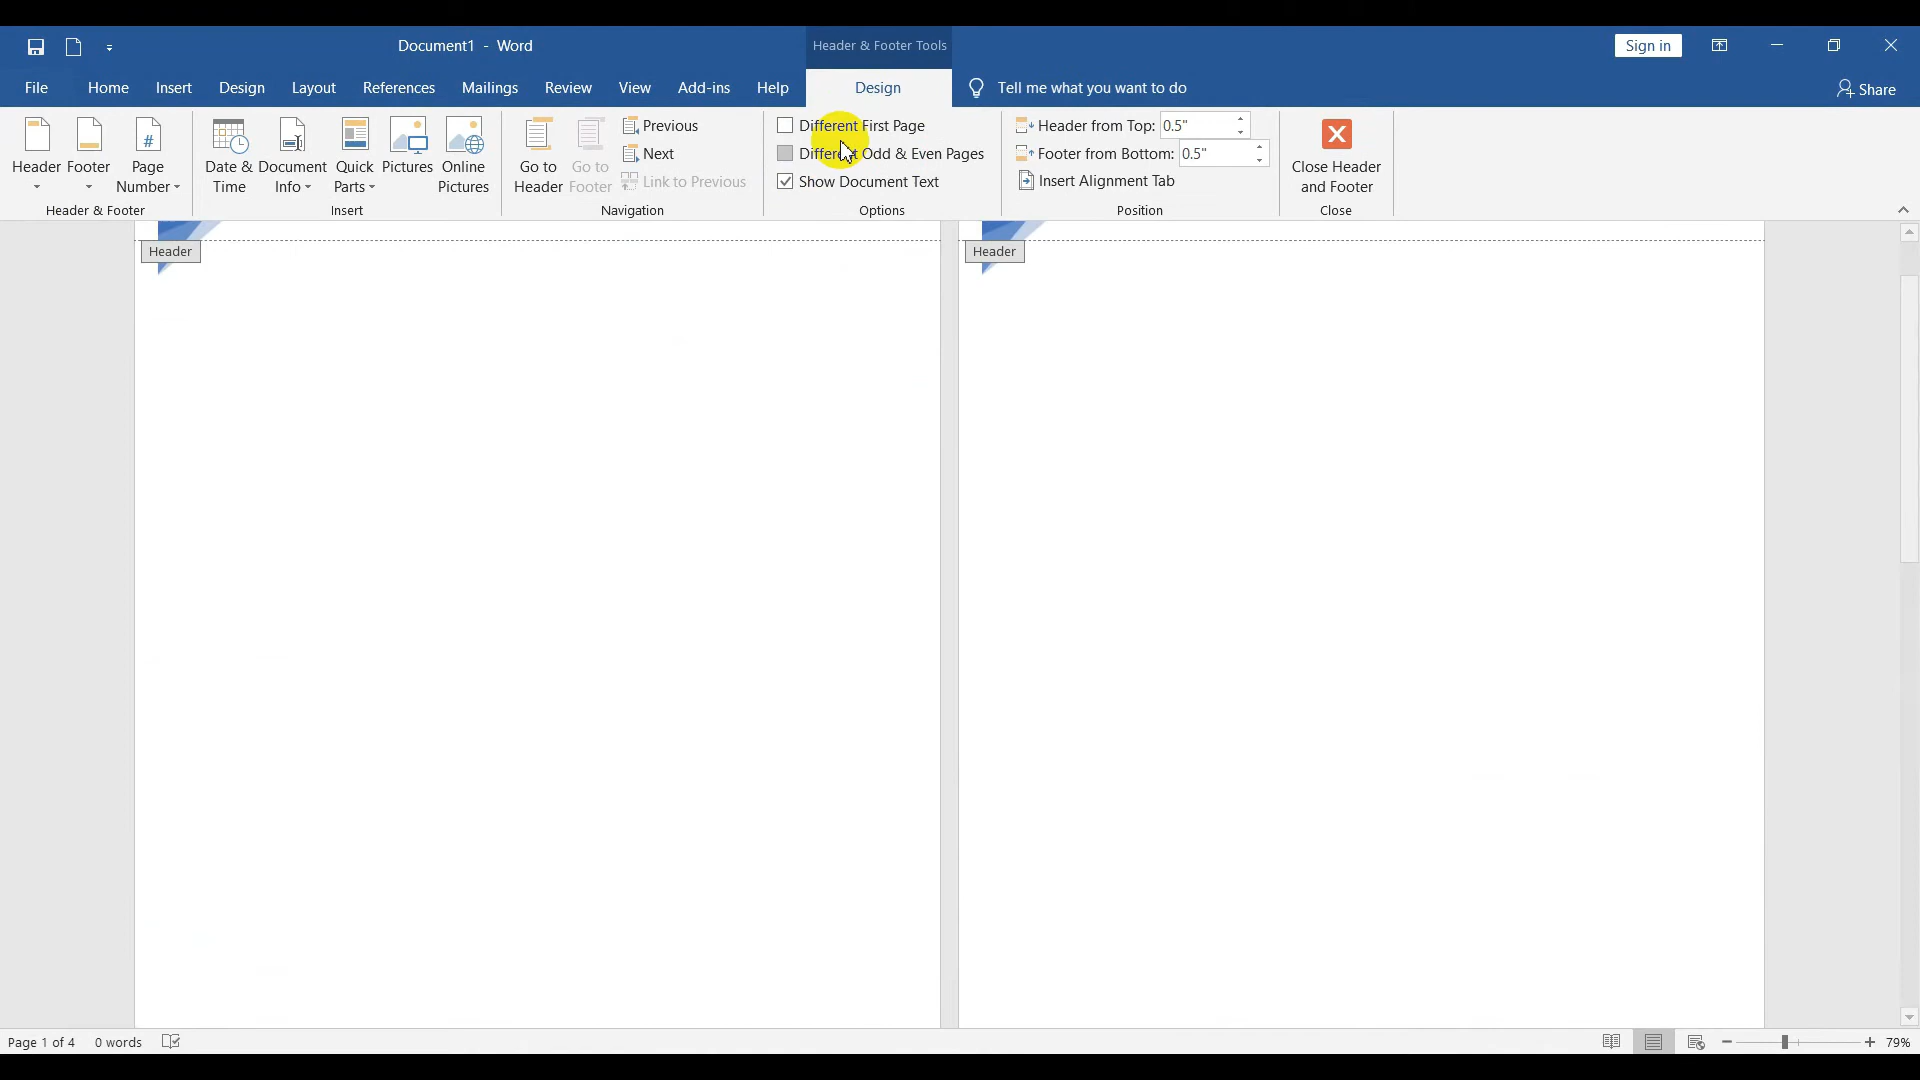 Document1 - Word
Header & Footer Tools
Sign in
File Home Insert Design Layout References Mailings Review View Add-ins Help Design Tell me what you want to do Share
Header
Footer
Page Number
Header & Footer
Date & Time
Document Info
Quick Parts
Pictures
Online Pictures
Insert
Go to Header
Go to Footer
Previous
Next
Link to Previous
Navigation
Different First Page
Different Odd & Even Pages
Show Document Text
Options
Header from Top: 0.5"
Footer from Bottom: 0.5"
Insert Alignment Tab
Position
Close Header and Footer
Close
Header
Header
Page 1 of 4 0 words 79%